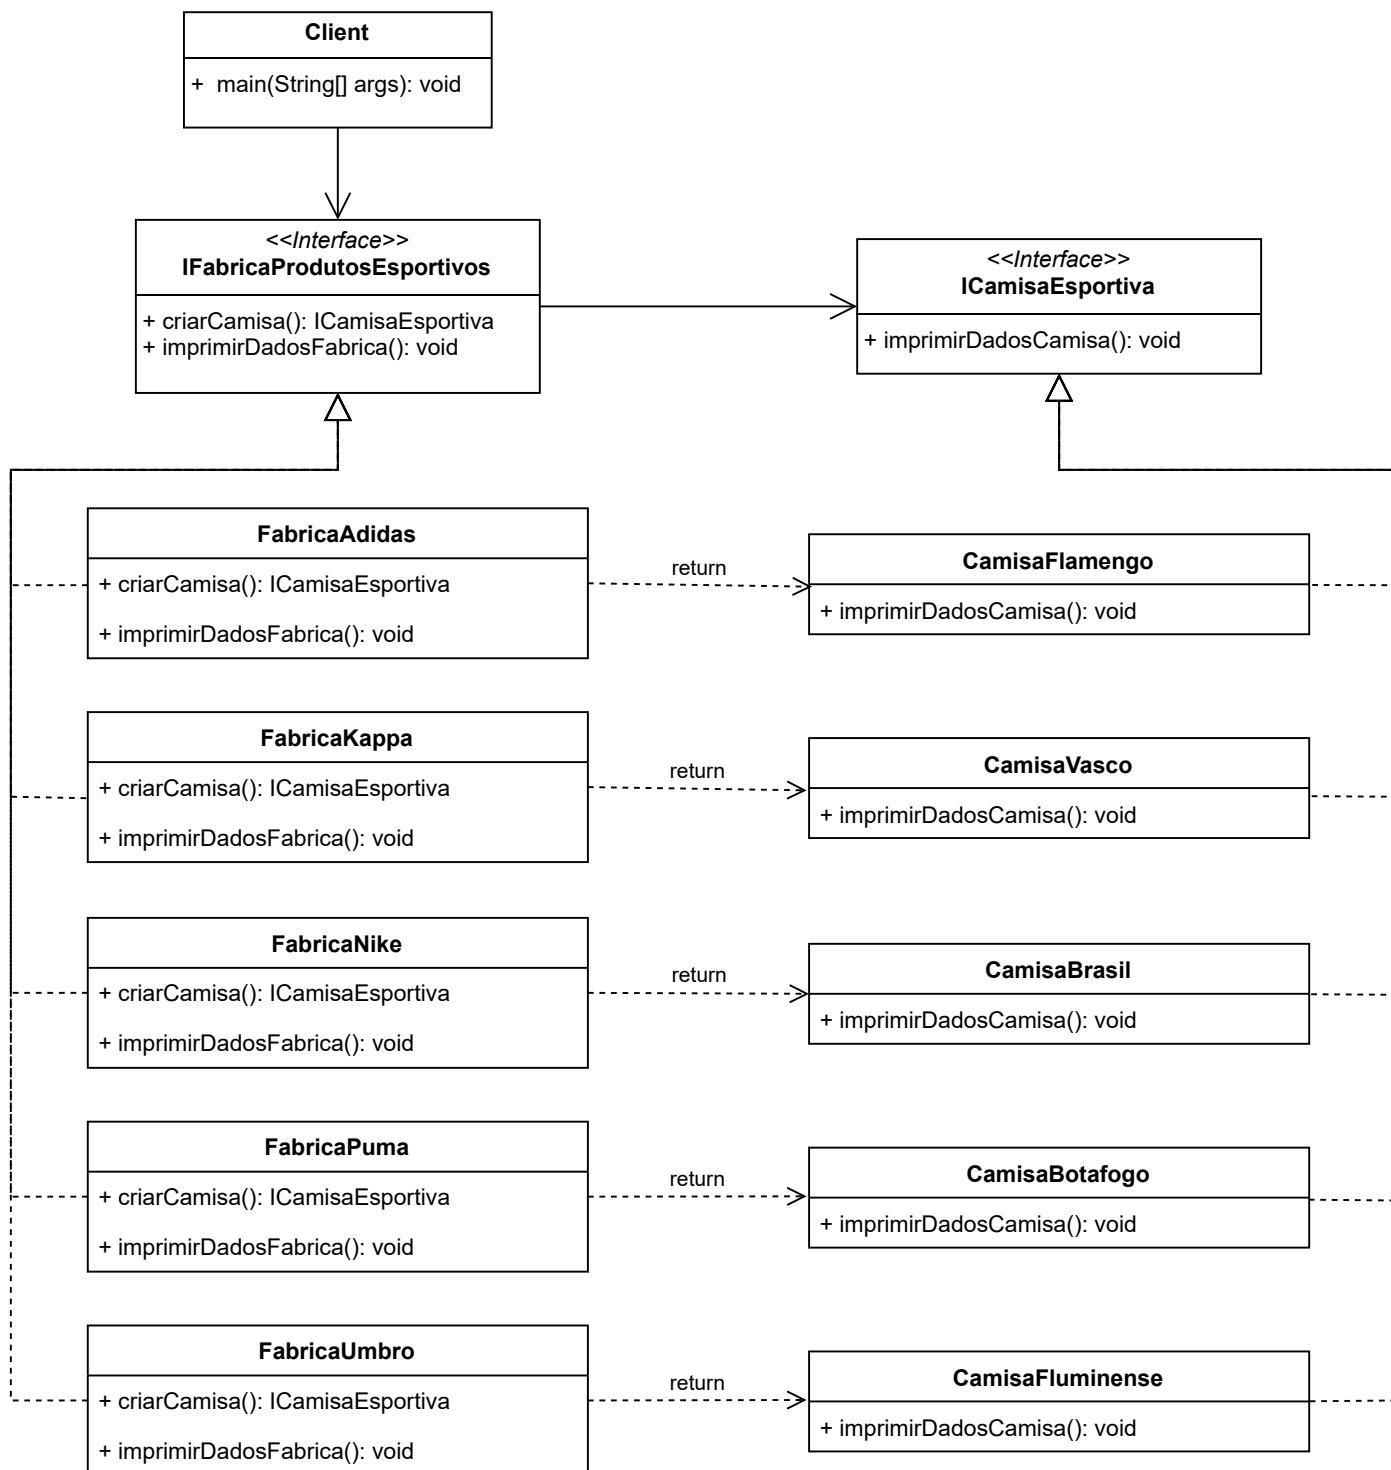 Client
+ main(String[] args): void
<<Interface>>
IFabricaProdutosEsportivos
+ criarCamisa(): ICamisaEsportiva
+ imprimirDadosFabrica(): void
<<Interface>>
ICamisaEsportiva
+ imprimirDadosCamisa(): void
FabricaAdidas
+ criarCamisa(): ICamisaEsportiva
+ imprimirDadosFabrica(): void
return
CamisaFlamengo
+ imprimirDadosCamisa(): void
FabricaKappa
+ criarCamisa(): ICamisaEsportiva
+ imprimirDadosFabrica(): void
return
CamisaVasco
+ imprimirDadosCamisa(): void
FabricaNike
+ criarCamisa(): ICamisaEsportiva
+ imprimirDadosFabrica(): void
return
CamisaBrasil
+ imprimirDadosCamisa(): void
FabricaPuma
+ criarCamisa(): ICamisaEsportiva
+ imprimirDadosFabrica(): void
return
CamisaBotafogo
+ imprimirDadosCamisa(): void
FabricaUmbro
+ criarCamisa(): ICamisaEsportiva
+ imprimirDadosFabrica(): void
return
CamisaFluminense
+ imprimirDadosCamisa(): void